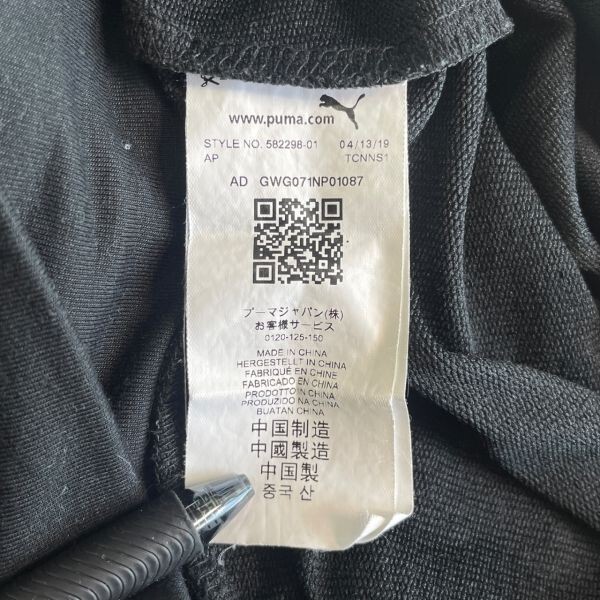 www.puma.com
STYLE NO. 582298-01 04/13/19
AP TCNNS1
AD GWG071NP01087
プーマジャパン(株)
お客様サービス
0120-125-150
MADE IN CHINA
HERGESTELLT IN CHINA
FABRIQUÉ EN CHINE
FABRICADO EN CHINA
PRODOTTO IN CHINA
PRODUZIDO NA CHINA
BUATAN CHINA
中国制造
中國製造
中国製
중국 산